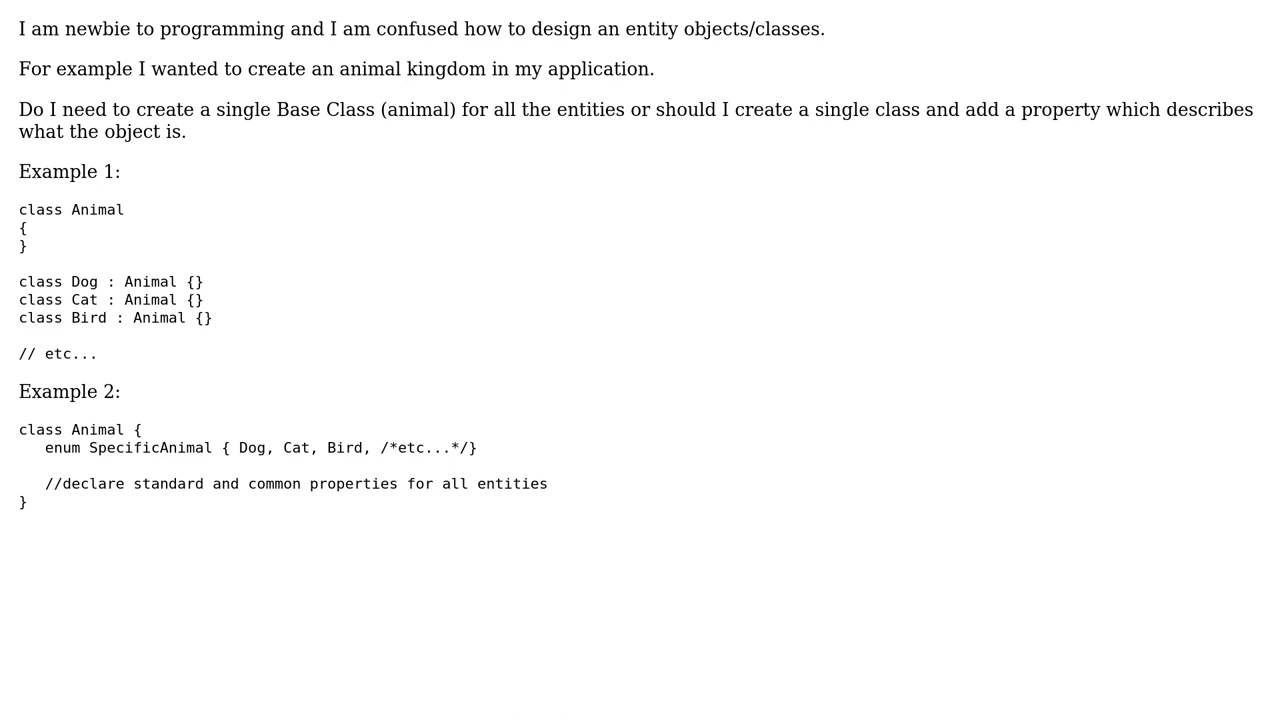 I am newbie to programming and I am confused how to design an entity objects/classes.
For example I wanted to create an animal kingdom in my application.
Do I need to create a single Base Class (animal) for all the entities or should I create a single class and add a property which describes
what the object is.
Example 1:
class Animal
{
}
class Dog : Animal {}
class Cat : Animal {}
class Bird : Animal {}
// etc...
Example 2:
class Animal {
   enum SpecificAnimal { Dog, Cat, Bird, /*etc...*/}
   //declare standard and common properties for all entities
}